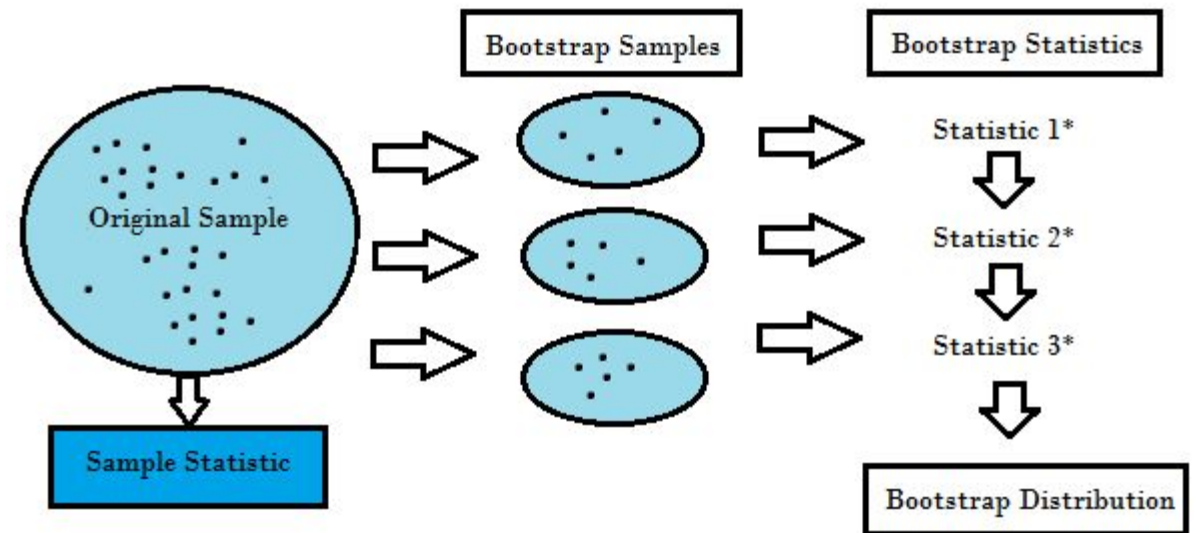 Bootstrap Samples
Bootstrap Statistics
Original Sample
Statistic 1*
Statistic 2*
Statistic 3*
Sample Statistic
Bootstrap Distribution